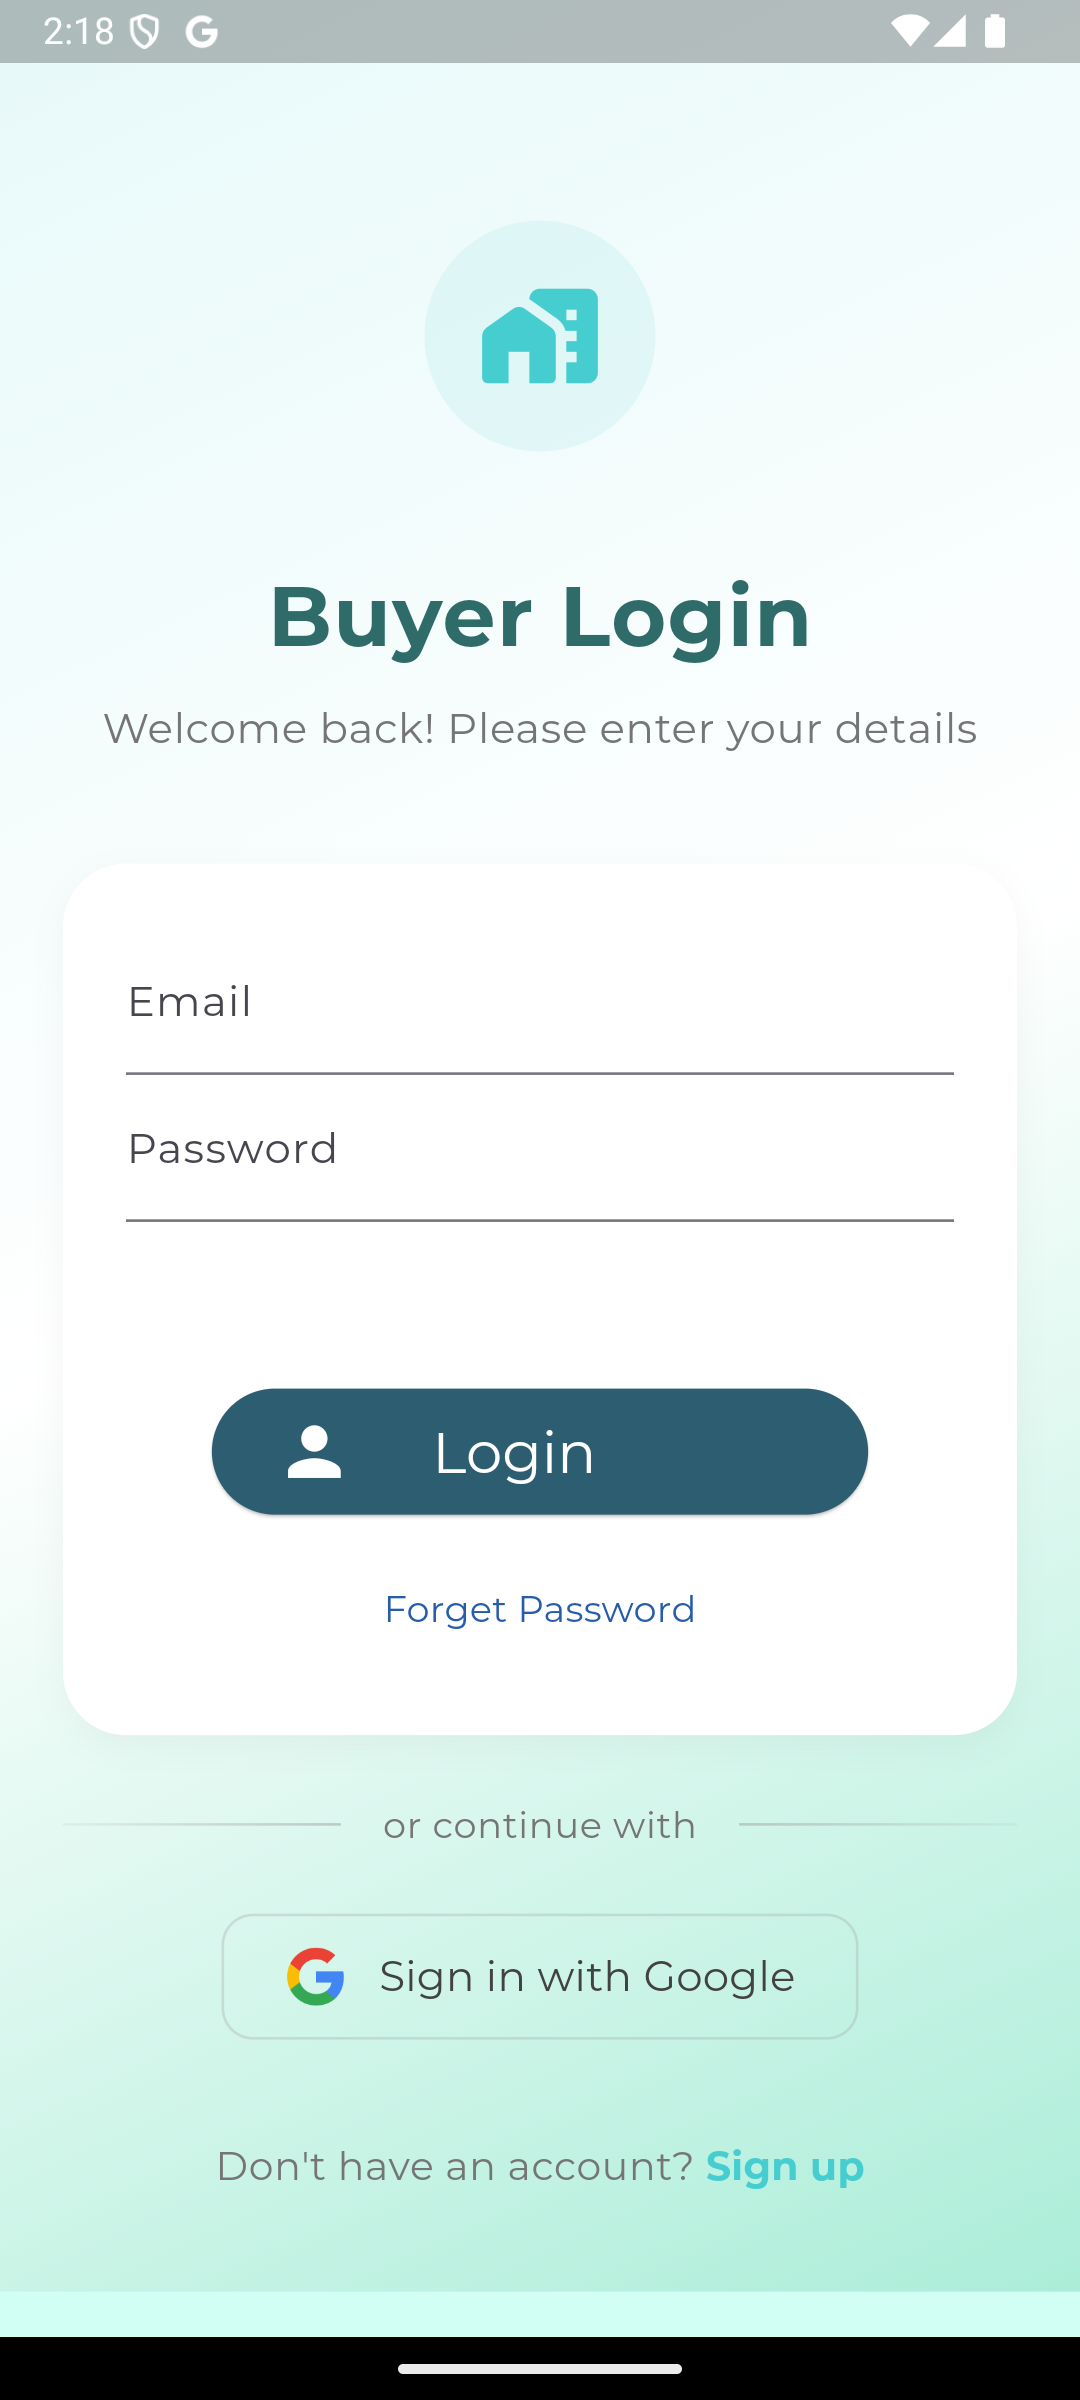 2:18
Buyer Login
Welcome back! Please enter your details
Email
Password
Login
Forget Password
or continue with
Sign in with Google
Don't have an account? Sign up